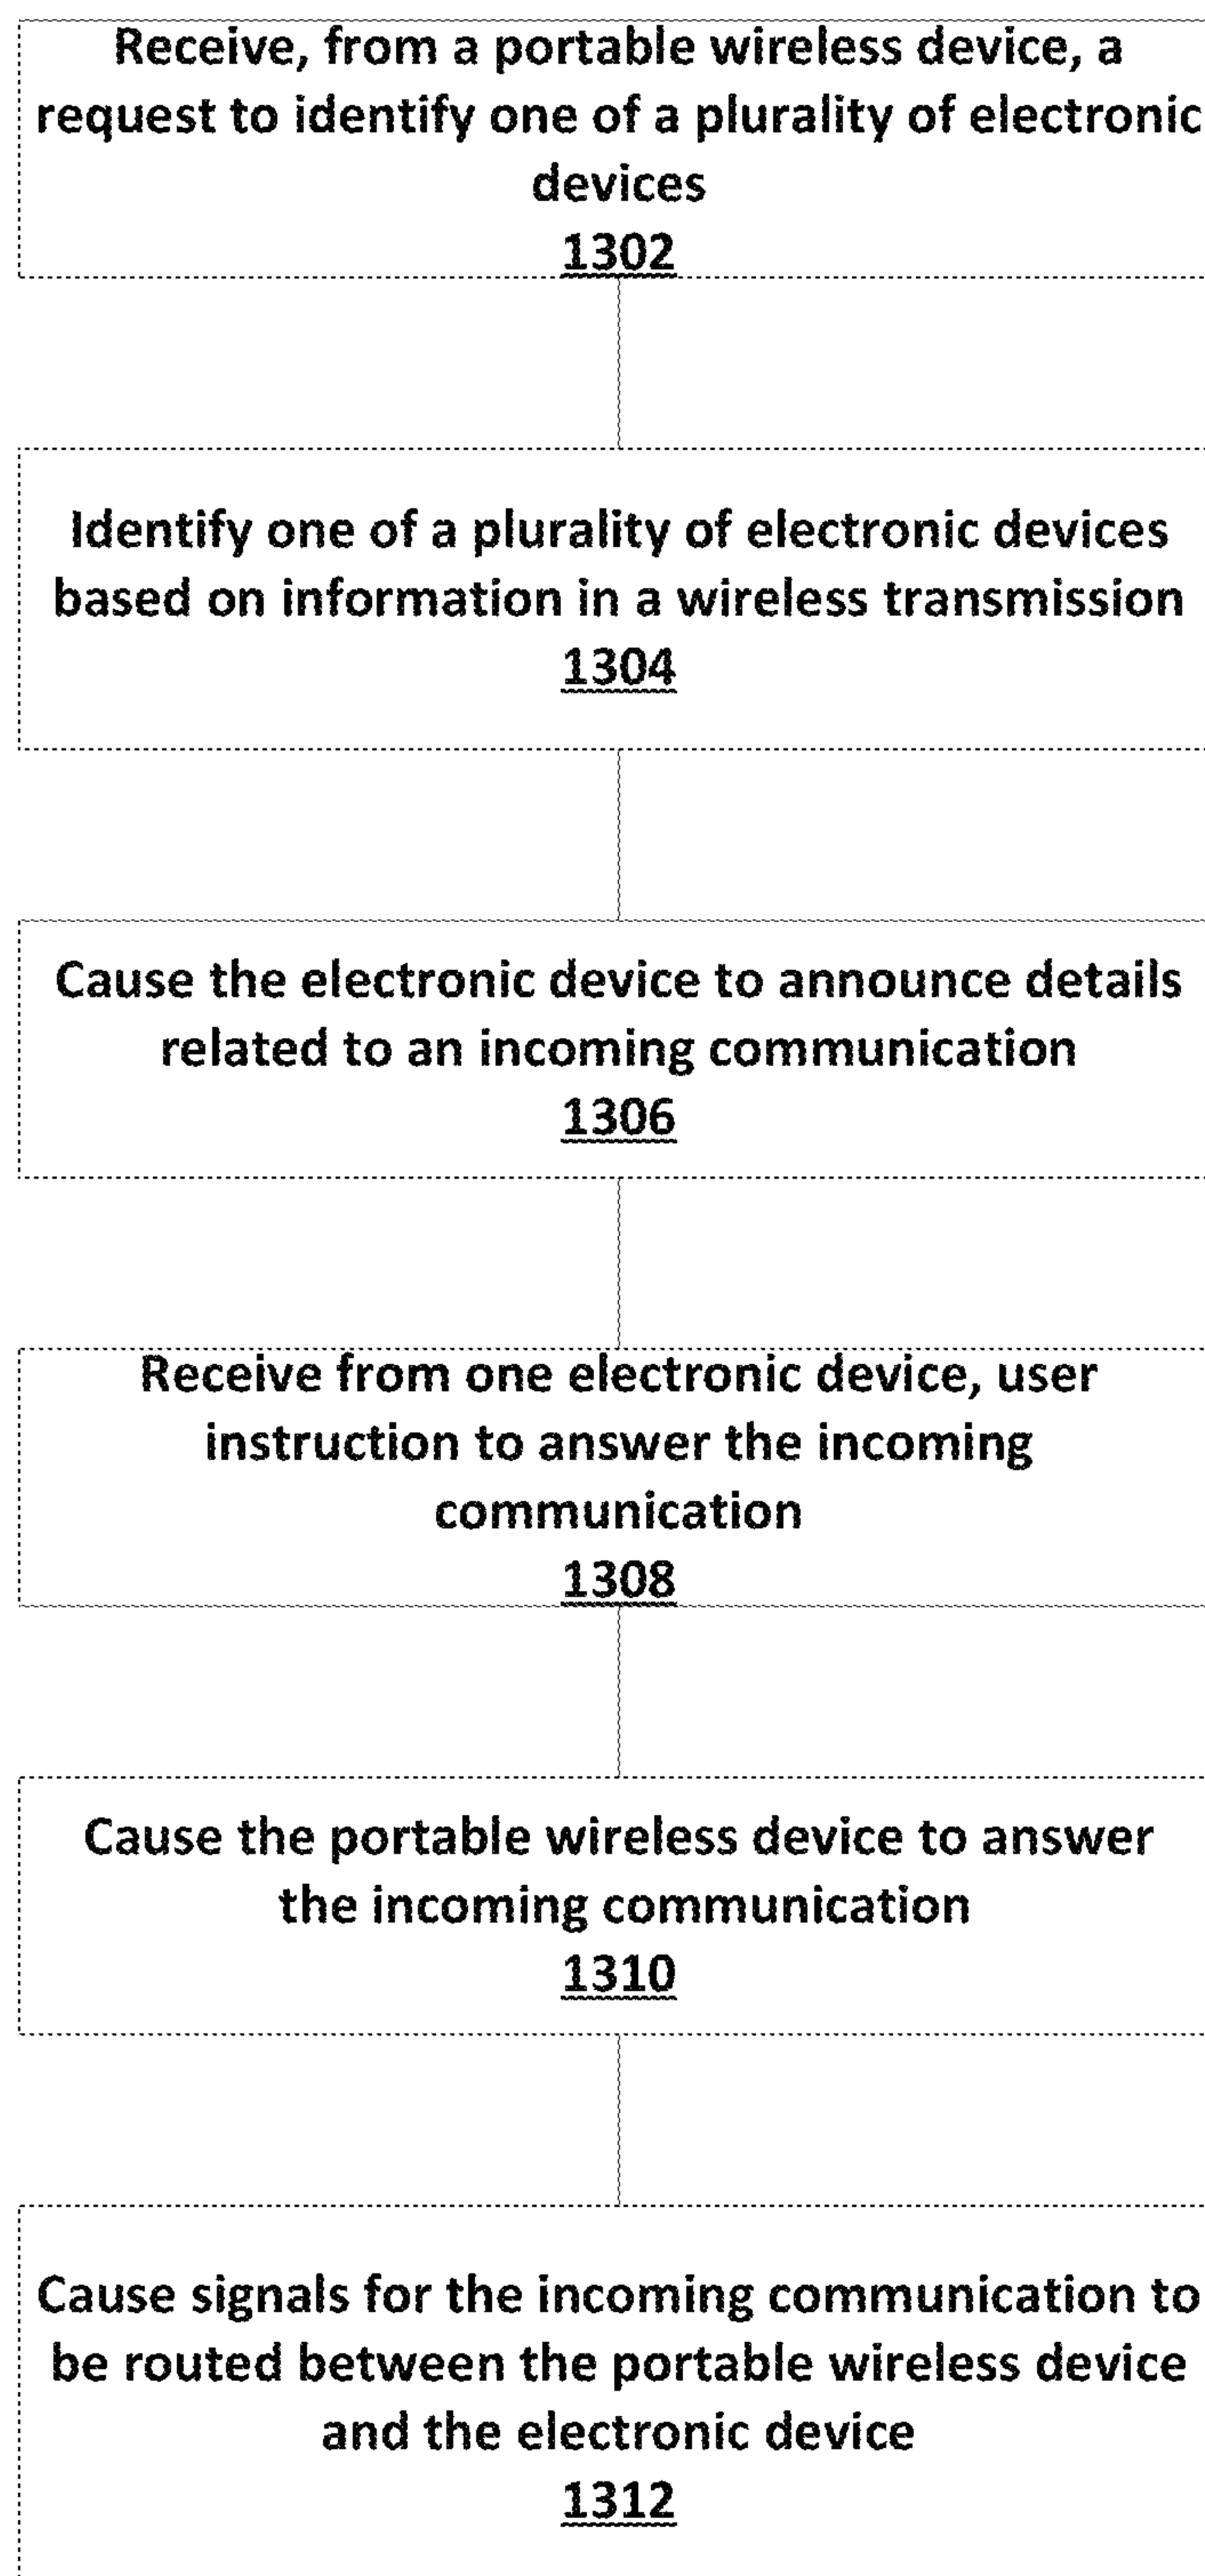 Receive, from a portable wireless device, a
request to identify one of a plurality of electronic
devices
1302
Identify one of a plurality of electronic devices
based on information in a wireless transmission
1304
Cause the electronic device to announce details
related to an incoming communication
1306
Receive from one electronic device, user
instruction to answer the incoming
communication
1308
Cause the portable wireless device to answer
the incoming communication
1310
Cause signals for the incoming communication to
be routed between the portable wireless device
and the electronic device
1312